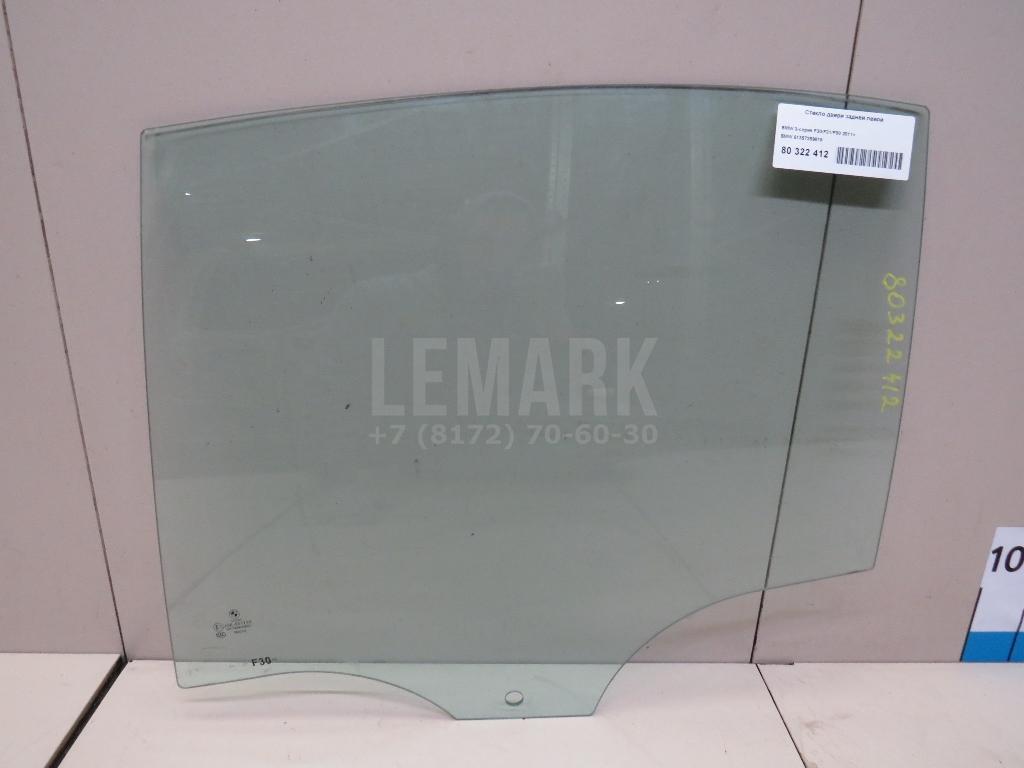 Стекло двери задней левой
BMW 3-серия F30/F31/F80 2011>
80 322 412
80322412
LEMARK
+7 (8172) 70-60-30
F30
10